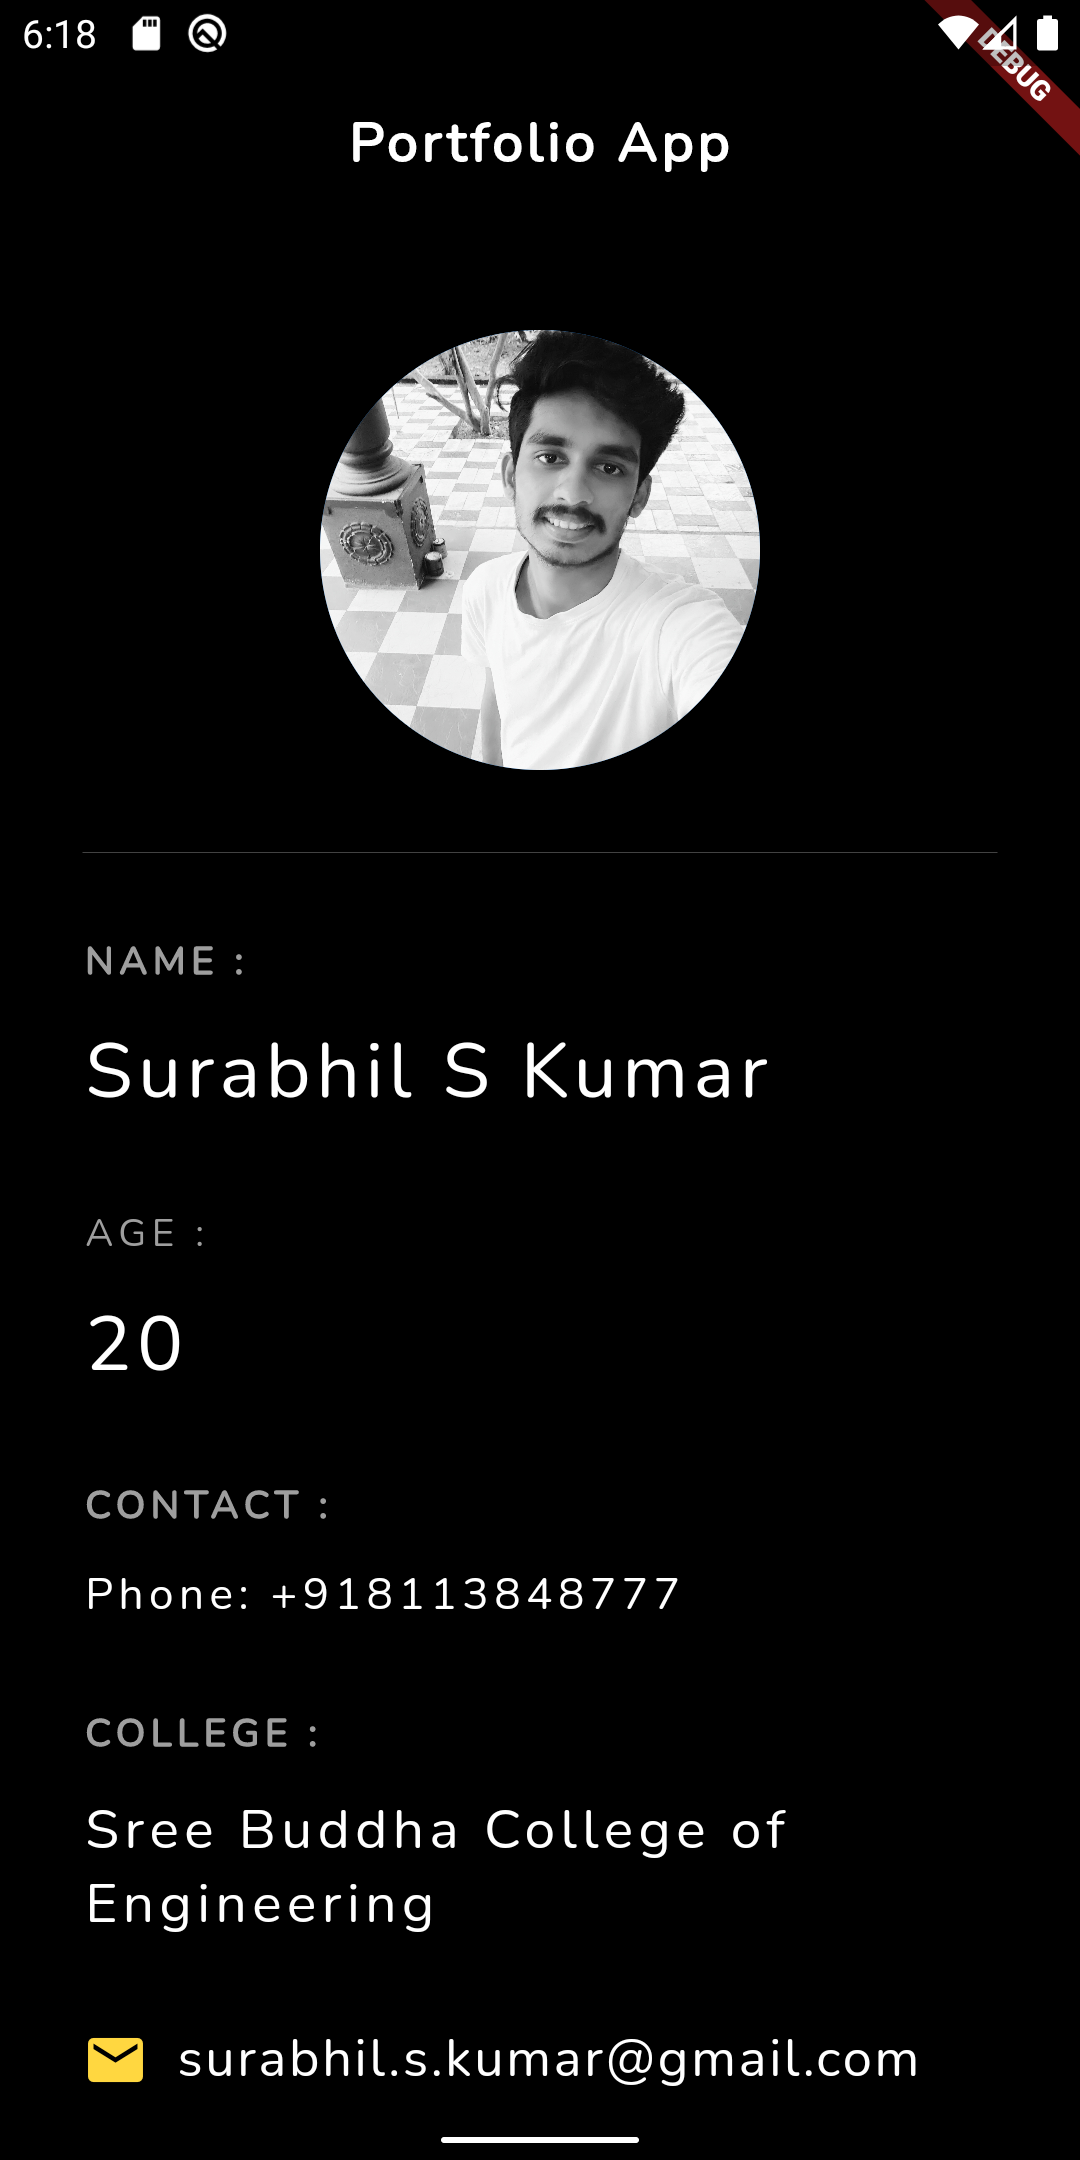 6:18
DEBUG
Portfolio App
NAME :
Surabhil S Kumar
AGE :
20
CONTACT :
Phone: +918113848777
COLLEGE :
Sree Buddha College of
Engineering
surabhil.s.kumar@gmail.com